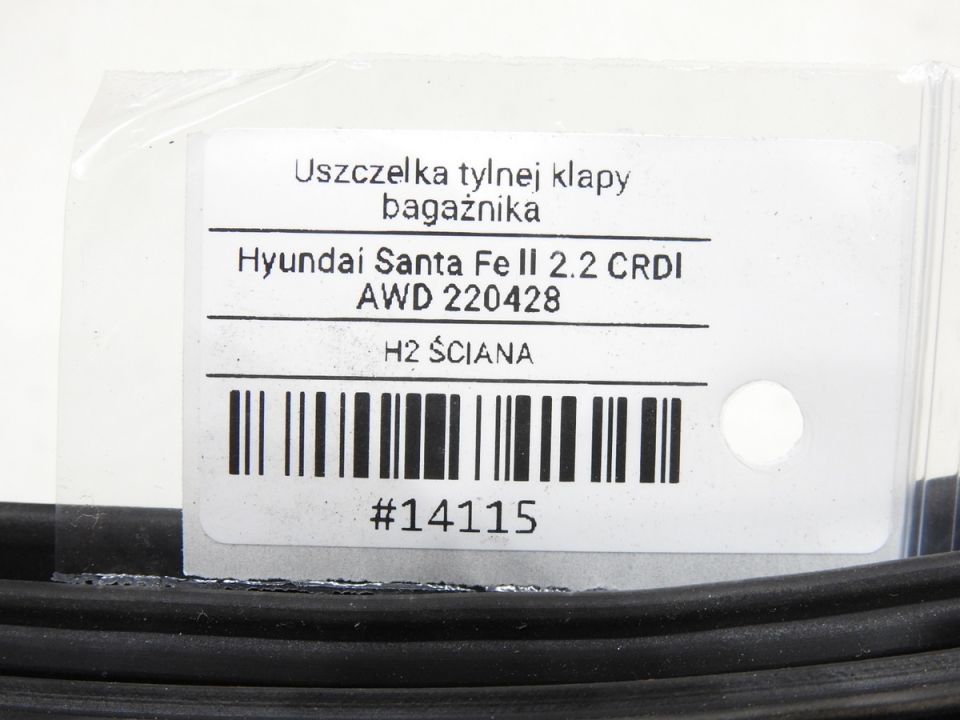 Uszczelka tylnej klapy
bagażnika
Hyundai Santa Fe II 2.2 CRDI
AWD 220428
H2 ŚCIANA
#14115